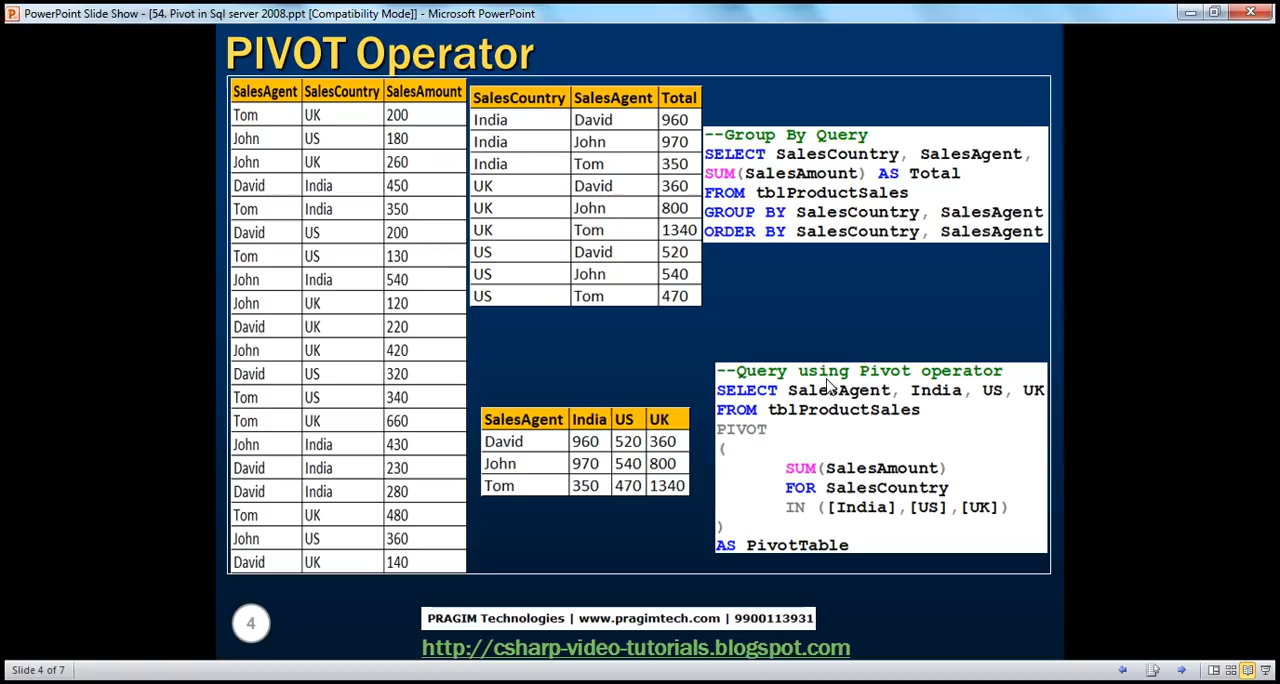 PowerPoint Slide Show - [54. Pivot in Sql server 2008.ppt [Compatibility Mode]] - Microsoft PowerPoint
PIVOT Operator
SalesAgent SalesCountry SalesAmount
Tom UK 200
John US 180
John UK 260
David India 450
Tom India 350
David US 200
Tom US 130
John India 540
John UK 120
David UK 220
John UK 420
David US 320
Tom US 340
Tom UK 660
John India 430
David India 230
David India 280
Tom UK 480
John US 360
David UK 140
SalesCountry SalesAgent Total
India David 960
India John 970
India Tom 350
UK David 360
UK John 800
UK Tom 1340
US David 520
US John 540
US Tom 470
--Group By Query
SELECT SalesCountry, SalesAgent,
SUM(SalesAmount) AS Total
FROM tblProductSales
GROUP BY SalesCountry, SalesAgent
ORDER BY SalesCountry, SalesAgent
SalesAgent India US UK
David 960 520 360
John 970 540 800
Tom 350 470 1340
--Query using Pivot operator
SELECT SalesAgent, India, US, UK
FROM tblProductSales
PIVOT
(
SUM(SalesAmount)
FOR SalesCountry
IN ([India],[US],[UK])
)
AS PivotTable
4
PRAGIM Technologies | www.pragimtech.com | 9900113931
http://csharp-video-tutorials.blogspot.com
Slide 4 of 7